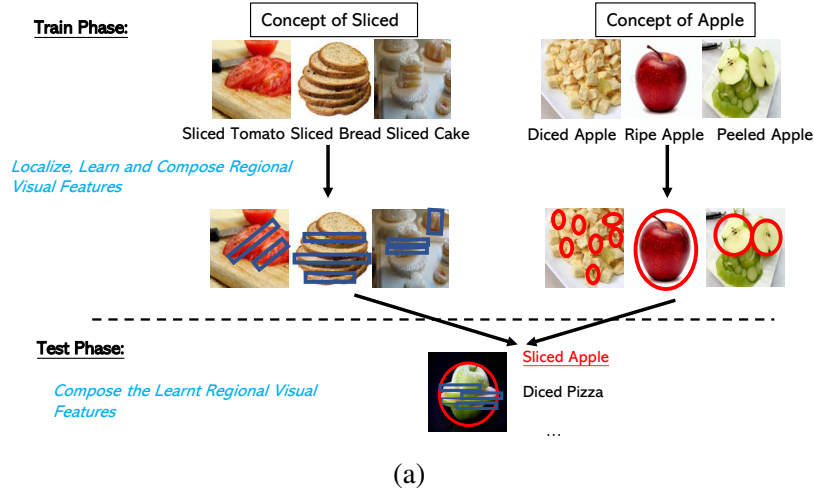 Train Phase:
Concept of Sliced
Concept of Apple
Sliced Tomato Sliced Bread Sliced Cake
Diced Apple Ripe Apple Peeled Apple
Localize, Learn and Compose Regional
Visual Features
Test Phase:
Compose the Learnt Regional Visual
Features
Sliced Apple
Diced Pizza
...
(a)